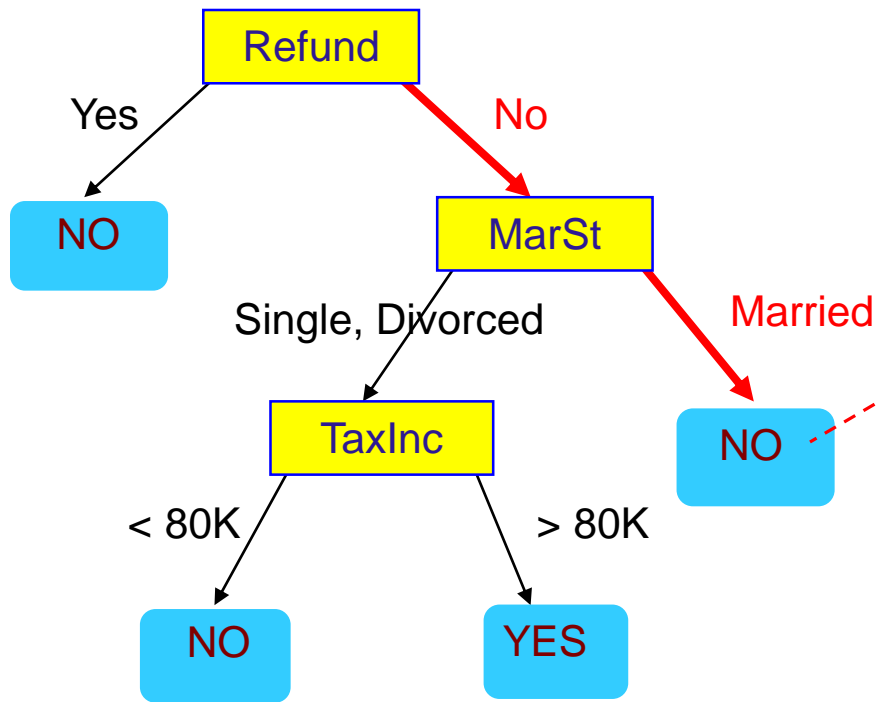 Refund
Yes
No
NO
MarSt
Single, Divorced
Married
TaxInc
NO
< 80K
> 80K
NO
YES